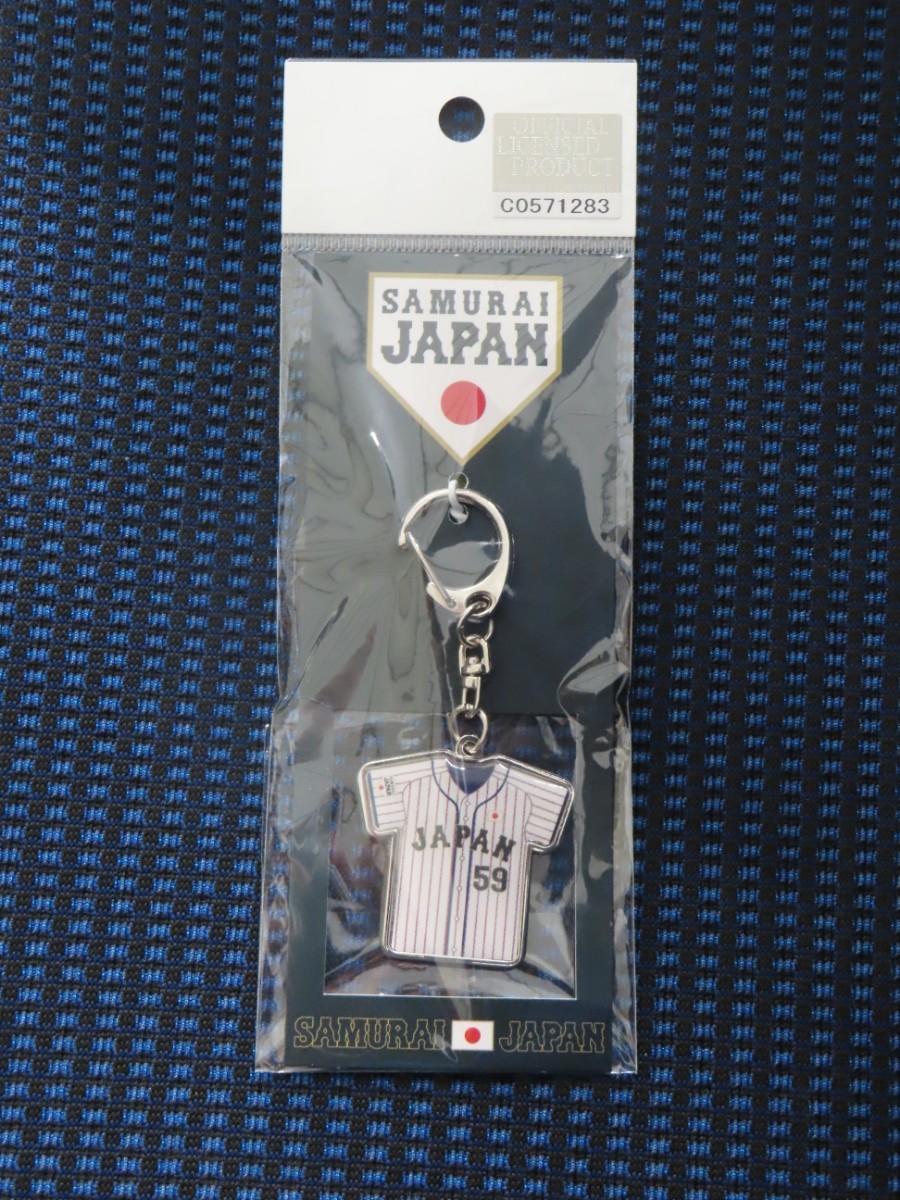 OFFICIAL
LICENSED
PRODUCT
C0571283
SAMURAI
JAPAN
JAPAN
59
SAMURAI JAPAN